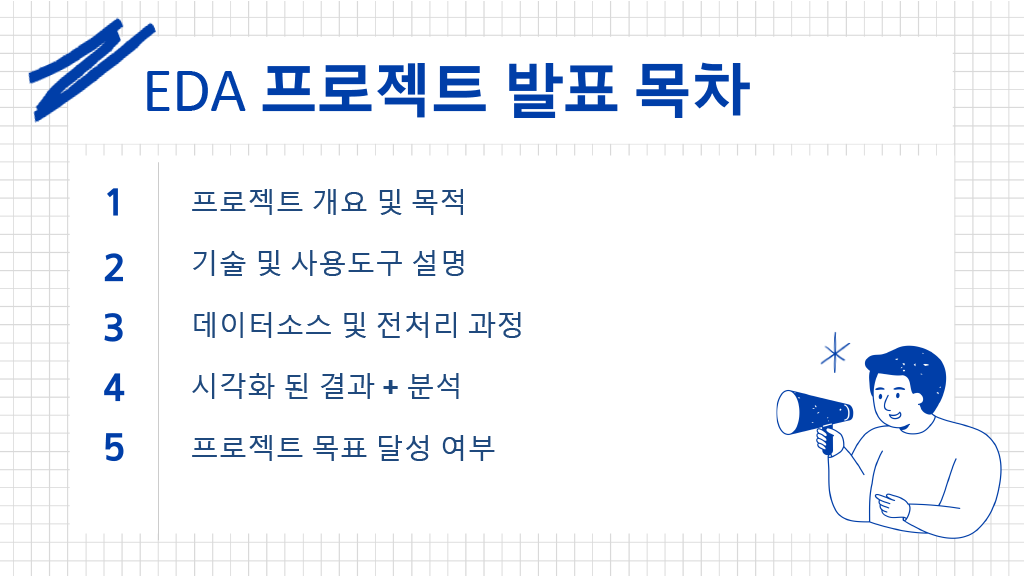 EDA 프로젝트 발표 목차
1 프로젝트 개요 및 목적
2 기술 및 사용도구 설명
3 데이터소스 및 전처리 과정
4 시각화 된 결과 + 분석
5 프로젝트 목표 달성 여부